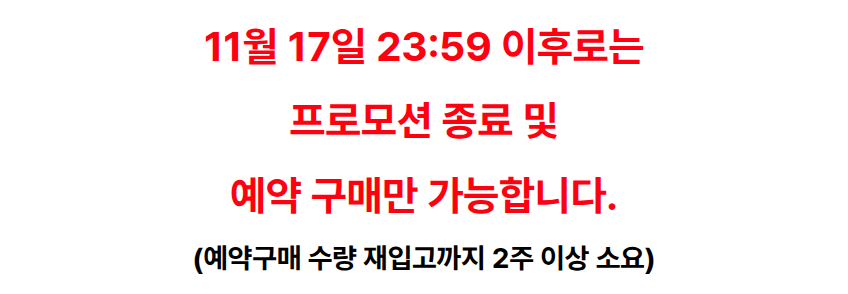 11월 17일 23:59 이후로는
프로모션 종료 및
예약 구매만 가능합니다.
(예약구매 수량 재입고까지 2주 이상 소요)